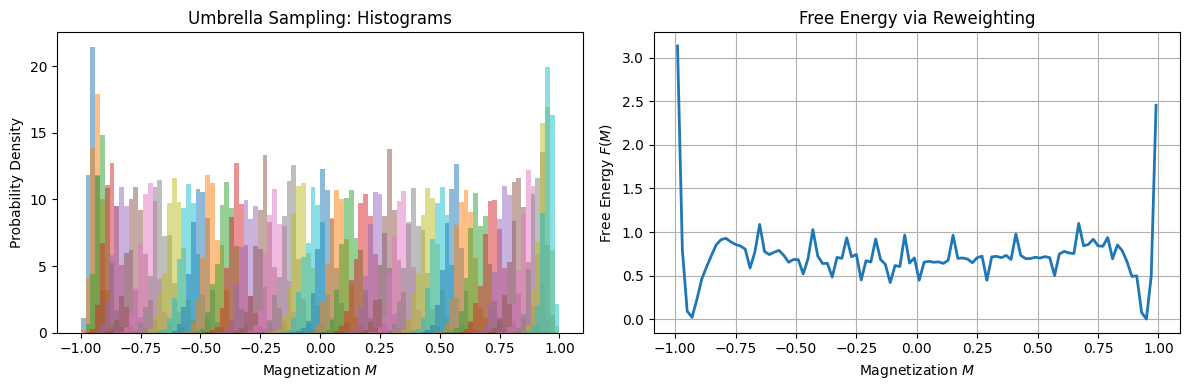 Umbrella Sampling: Histograms
Probability Density
20
15
10
5
0
−1.00 −0.75 −0.50 −0.25 0.00 0.25 0.50 0.75 1.00
Magnetization M
Free Energy via Reweighting
Free Energy F(M)
3.0
2.5
2.0
1.5
1.0
0.5
0.0
−1.00 −0.75 −0.50 −0.25 0.00 0.25 0.50 0.75 1.00
Magnetization M